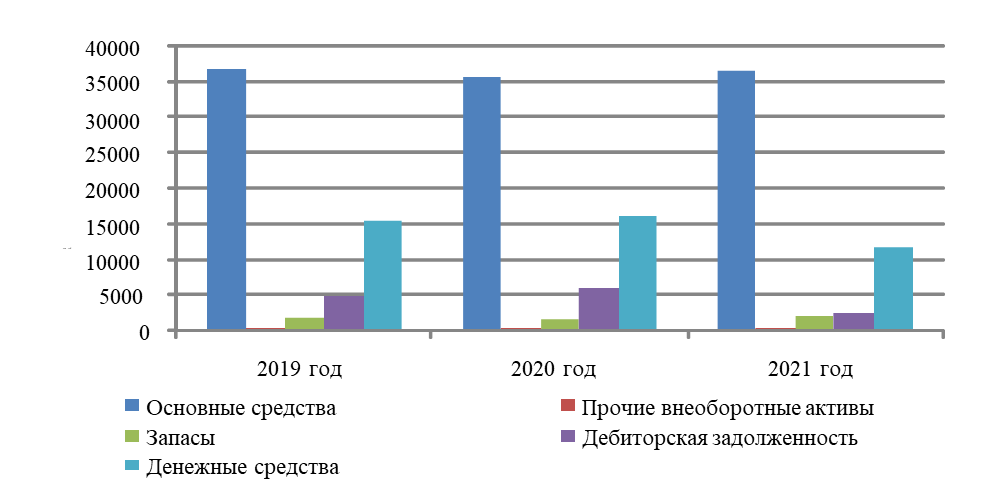 40000
35000
30000
25000
20000
15000
10000
5000
0
2019 год
2020 год
2021 год
Основные средства
Прочие внеоборотные активы
Запасы
Дебиторская задолженность
Денежные средства